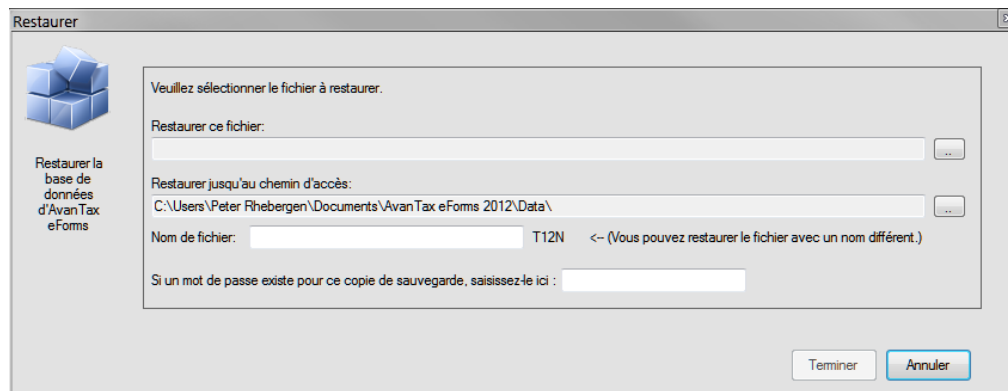 Restaurer
Veuillez sélectionner le fichier à restaurer.
Restaurer ce fichier:
..
Restaurer la
base de
données
d'AvanTax
eForms
Restaurer jusqu'au chemin d'accès:
C:\Users\Peter Rhebergen\Documents\AvanTax eForms 2012\Data\
..
Nom de fichier: T12N <-- (Vous pouvez restaurer le fichier avec un nom différent.)
Si un mot de passe existe pour ce copie de sauvegarde, saisissez-le ici :
Terminer Annuler